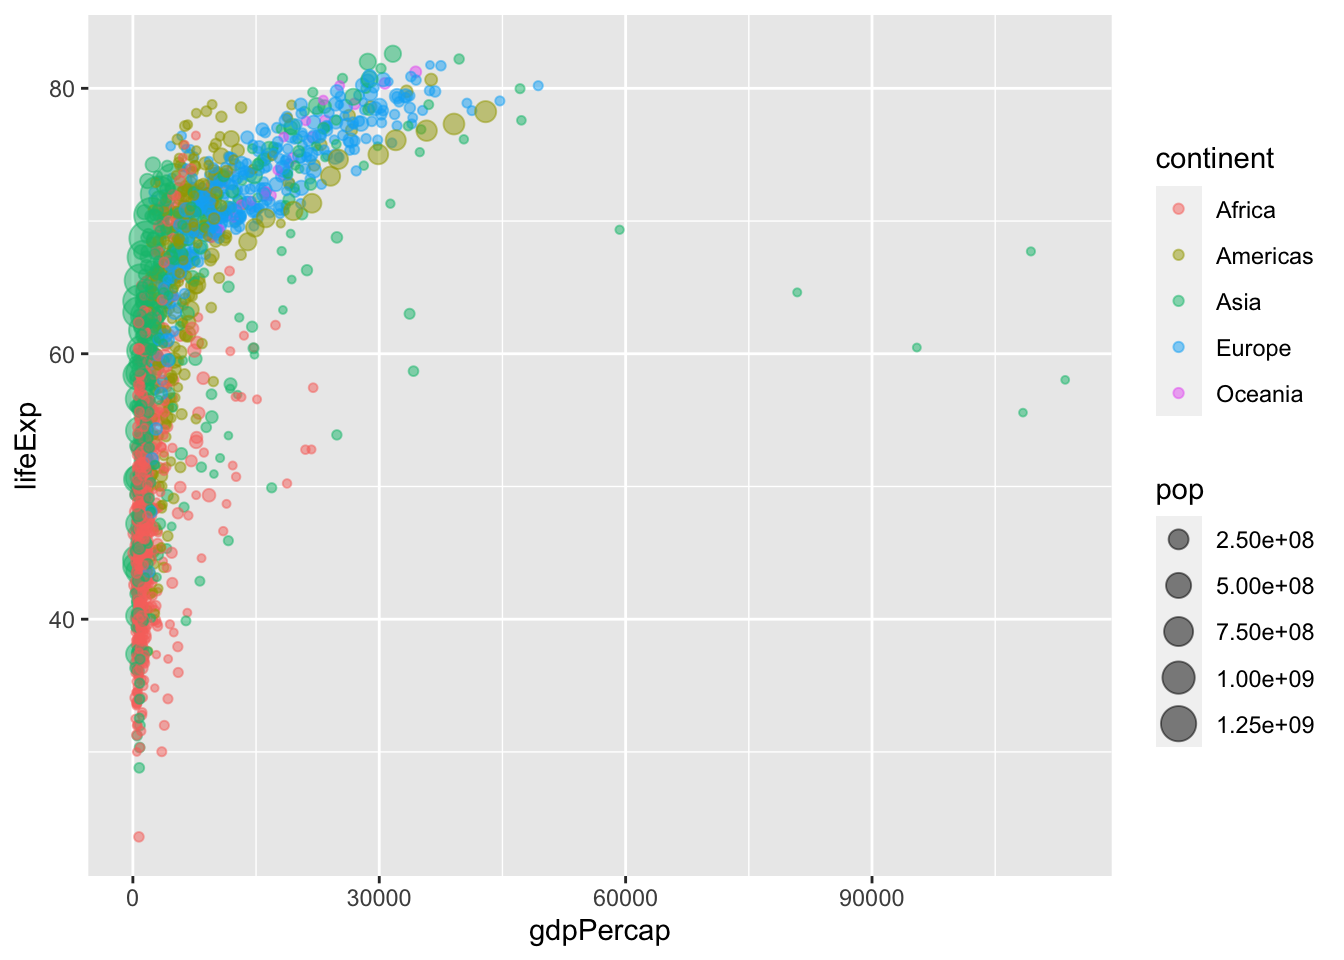 80
60
40
lifeExp
0
30000
60000
90000
gdpPercap
continent
Africa
Americas
Asia
Europe
Oceania
pop
2.50e+08
5.00e+08
7.50e+08
1.00e+09
1.25e+09